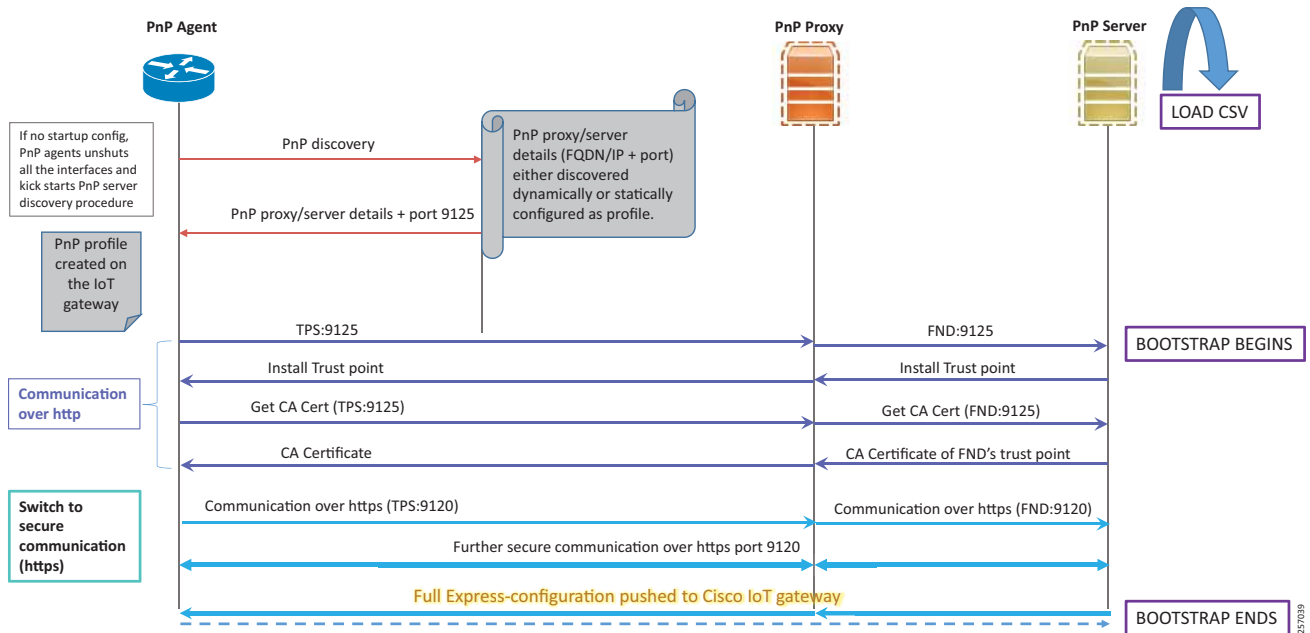 PnP Agent
PnP Proxy
PnP Server
LOAD CSV
If no startup config,
PnP agents unshuts
all the interfaces and
kick starts PnP server
discovery procedure
PnP discovery
PnP proxy/server
details (FQDN/IP + port)
either discovered
dynamically or statically
configured as profile.
PnP proxy/server details + port 9125
PnP profile
created on
the IoT
gateway
TPS:9125
FND:9125
BOOTSTRAP BEGINS
Install Trust point
Install Trust point
Communication
over http
Get CA Cert (TPS:9125)
Get CA Cert (FND:9125)
CA Certificate
CA Certificate of FND's trust point
Switch to
secure
communication
(https)
Communication over https (TPS:9120)
Communication over https (FND:9120)
Further secure communication over https port 9120
Full Express-configuration pushed to Cisco IoT gateway
BOOTSTRAP ENDS
257039